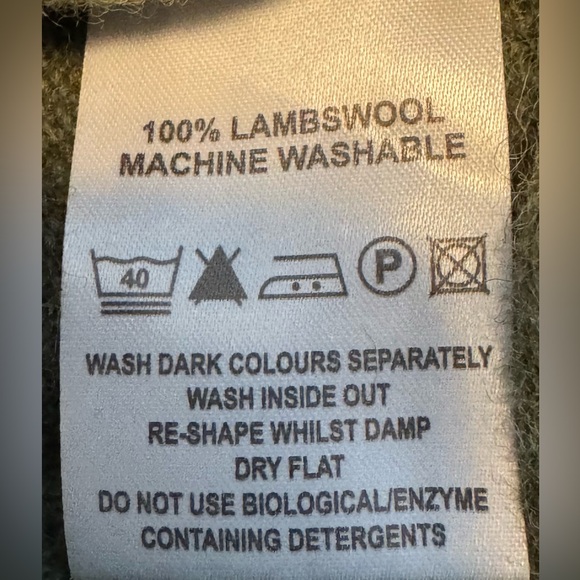 100% LAMBSWOOL
MACHINE WASHABLE
40 P
WASH DARK COLOURS SEPARATELY
WASH INSIDE OUT
RE-SHAPE WHILST DAMP
DRY FLAT
DO NOT USE BIOLOGICAL/ENZYME
CONTAINING DETERGENTS